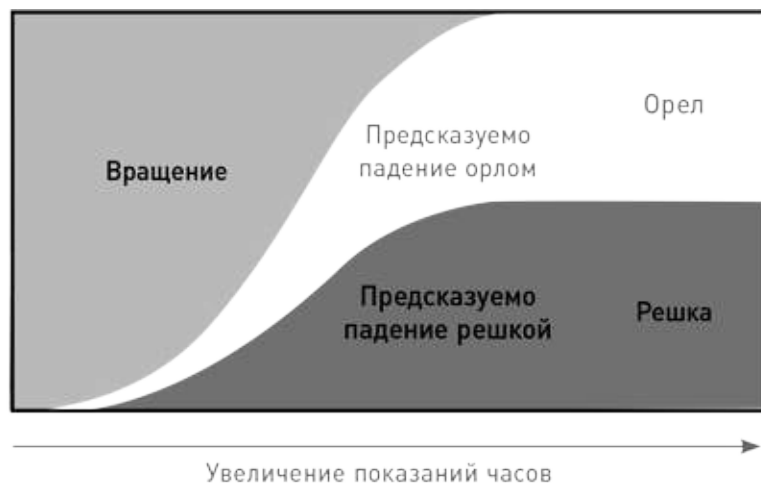 Вращение
Предсказуемо
падение орлом
Орел
Предсказуемо
падение решкой
Решка
Увеличение показаний часов